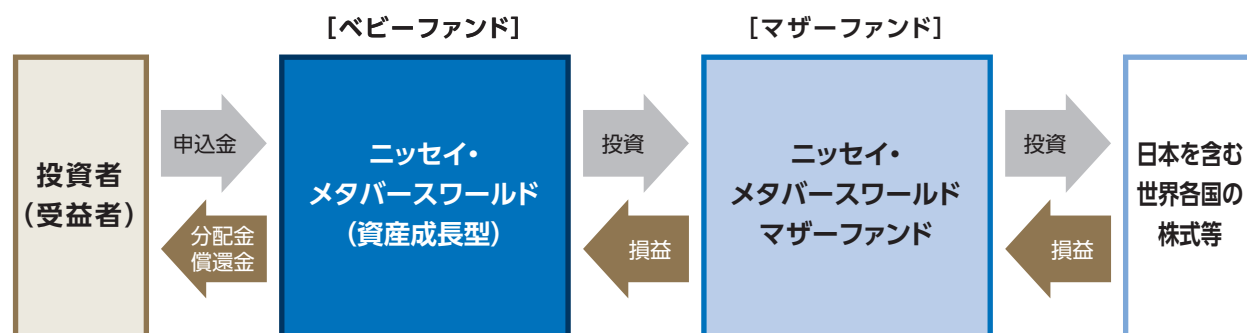 ［ベビーファンド］
［マザーファンド］
投資者
（受益者）
申込金
分配金
償還金
ニッセイ・
メタバースワールド
（資産成長型）
投資
損益
ニッセイ・
メタバースワールド
マザーファンド
投資
損益
日本を含む
世界各国の
株式等